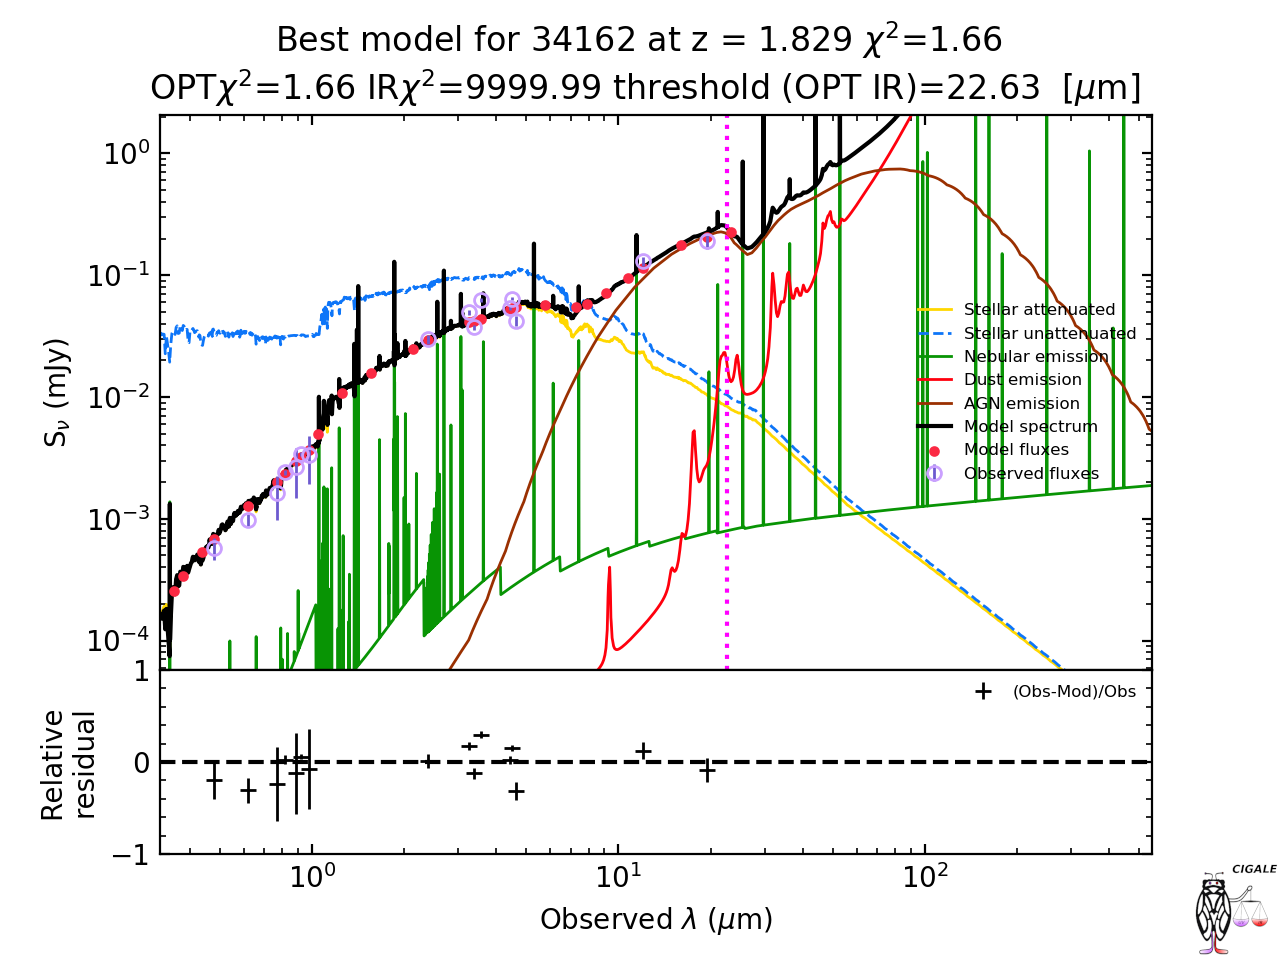 Best model for 34162 at z = 1.829 χ²=1.66
OPTχ²=1.66 IRχ²=9999.99 threshold (OPT IR)=22.63 [μm]
10⁰
10⁻¹
10⁻²
10⁻³
10⁻⁴
S_ν (mJy)
Stellar attenuated
Stellar unattenuated
Nebular emission
Dust emission
AGN emission
Model spectrum
Model fluxes
Observed fluxes
1
0
−1
Relative
residual
(Obs-Mod)/Obs
10⁰
10¹
10²
Observed λ (μm)
CIGALE